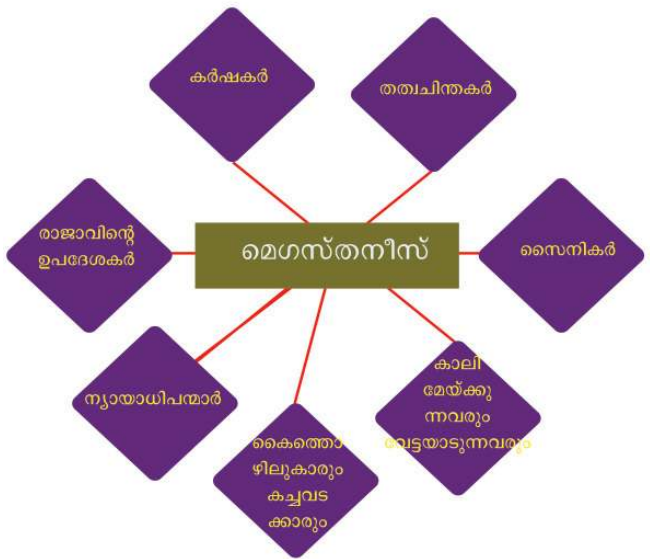 കർഷകർ
തത്വചിന്തകർ
രാജാവിന്റെ
ഉപദേശകർ
മെഗസ്തനീസ്
സൈനികർ
ന്യായാധിപന്മാർ
കാലി
മേയ്ക്കു
ന്നവരും
വേട്ടയാടുന്നവരും
കൈത്തൊ
ഴിലുകാരും
കച്ചവട
ക്കാരും